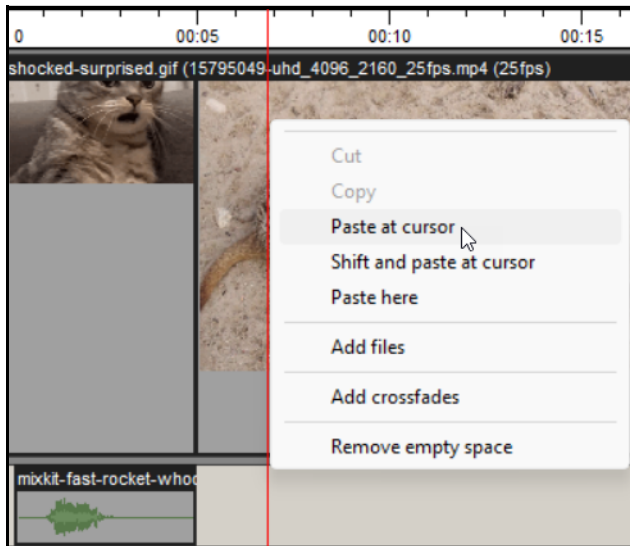 0 00:05 00:10 00:15
shocked-surprised.gif (15795049-uhd_4096_2160_25fps.mp4 (25fps)
Cut
Copy
Paste at cursor
Shift and paste at cursor
Paste here
Add files
Add crossfades
Remove empty space
mixkit-fast-rocket-whoo